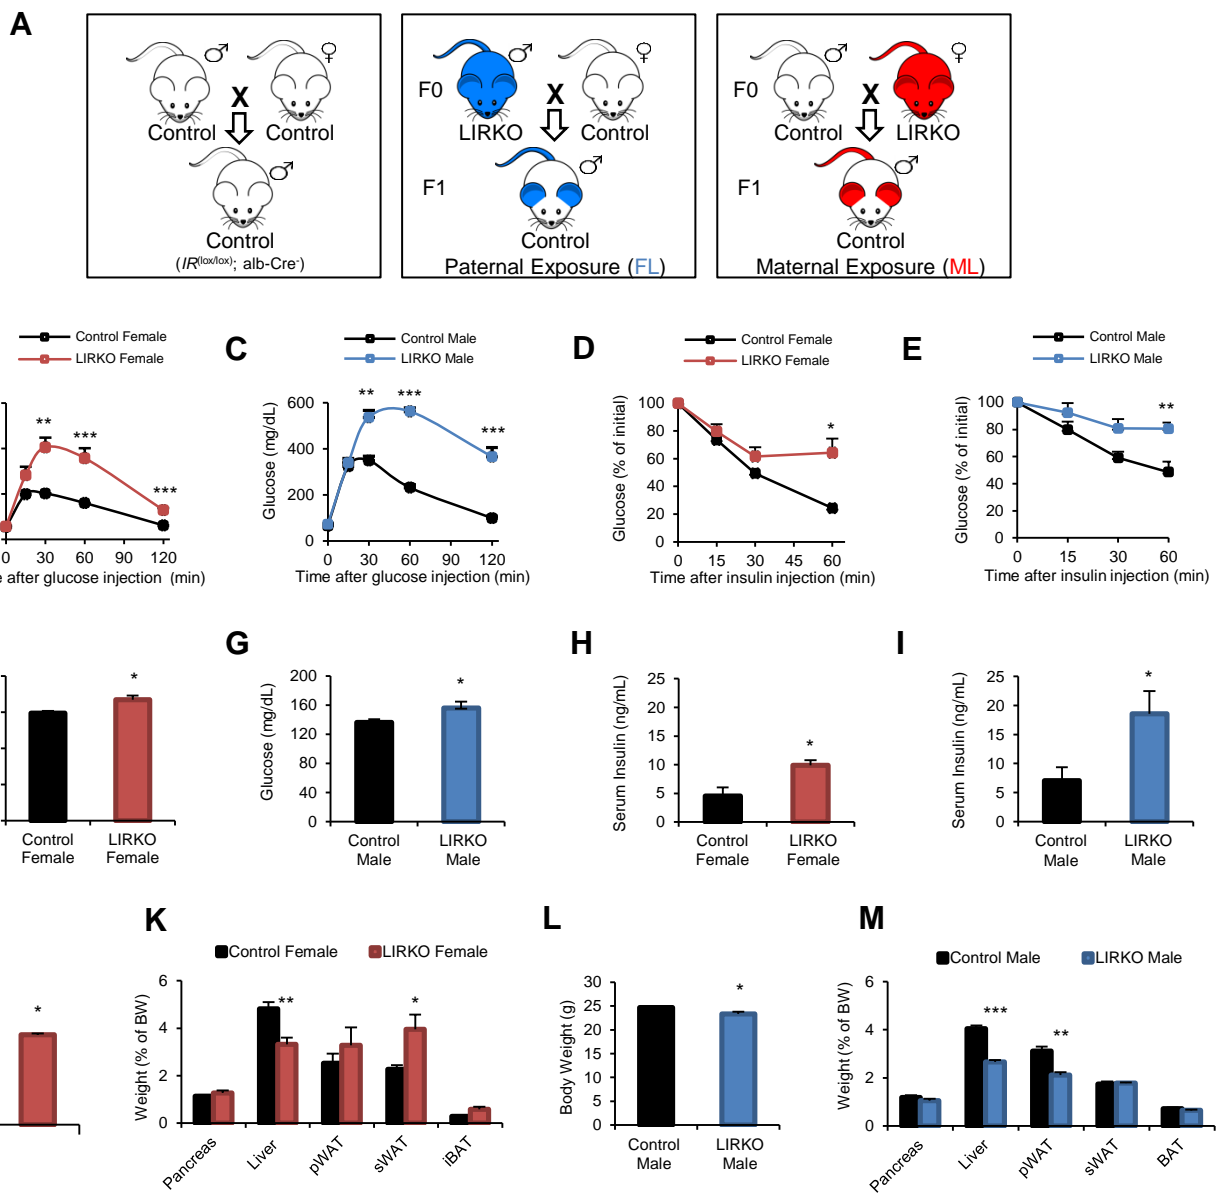 A
♂ ♀
X
Control Control
♂
Control
(IR(lox/lox); alb-Cre-)
F0
♂ ♀
X
LIRKO Control
F1
♂
Control
Paternal Exposure (FL)
F0
♂ ♀
X
Control LIRKO
F1
♂
Control
Maternal Exposure (ML)
Control Female
LIRKO Female
** *** ***
0 30 60 90 120
e after glucose injection (min)
C
Control Male
LIRKO Male
Glucose (mg/dL)
600
400
200
0
** *** ***
0 30 60 90 120
Time after glucose injection (min)
D
Control Female
LIRKO Female
Glucose (% of initial)
100
80
60
40
20
0
*
0 15 30 45 60
Time after insulin injection (min)
E
Control Male
LIRKO Male
Glucose (% of initial)
100
80
60
40
20
0
**
0 15 30 60
Time after insulin injection (min)
*
Control Female
LIRKO Female
G
Glucose (mg/dL)
200
160
120
80
40
0
*
Control Male
LIRKO Male
H
Serum Insulin (ng/mL)
25
20
15
10
5
0
*
Control Female
LIRKO Female
I
Serum Insulin (ng/mL)
25
20
15
10
5
0
*
Control Male
LIRKO Male
*
K
Control Female
LIRKO Female
Weight (% of BW)
6
4
2
0
** *
Pancreas
Liver
pWAT
sWAT
iBAT
L
Body Weight (g)
30
25
20
15
10
5
0
*
Control Male
LIRKO Male
M
Control Male
LIRKO Male
Weight (% of BW)
6
4
2
0
*** **
Pancreas
Liver
pWAT
sWAT
BAT